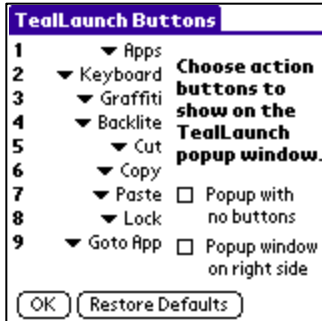 TealLaunch Buttons
1 Apps
2 Keyboard
3 Graffiti
4 Backlite
5 Cut
6 Copy
7 Paste
8 Lock
9 Goto App
Choose action
buttons to
show on the
TealLaunch
popup window.
Popup with
no buttons
Popup window
on right side
OK Restore Defaults